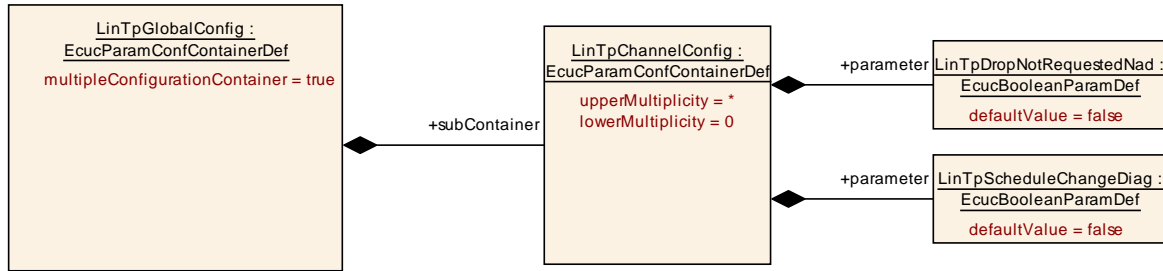 LinTpGlobalConfig :
EcucParamConfContainerDef
multipleConfigurationContainer = true
+subContainer
LinTpChannelConfig :
EcucParamConfContainerDef
upperMultiplicity = *
lowerMultiplicity = 0
+parameter
LinTpDropNotRequestedNad :
EcucBooleanParamDef
defaultValue = false
+parameter
LinTpScheduleChangeDiag :
EcucBooleanParamDef
defaultValue = false